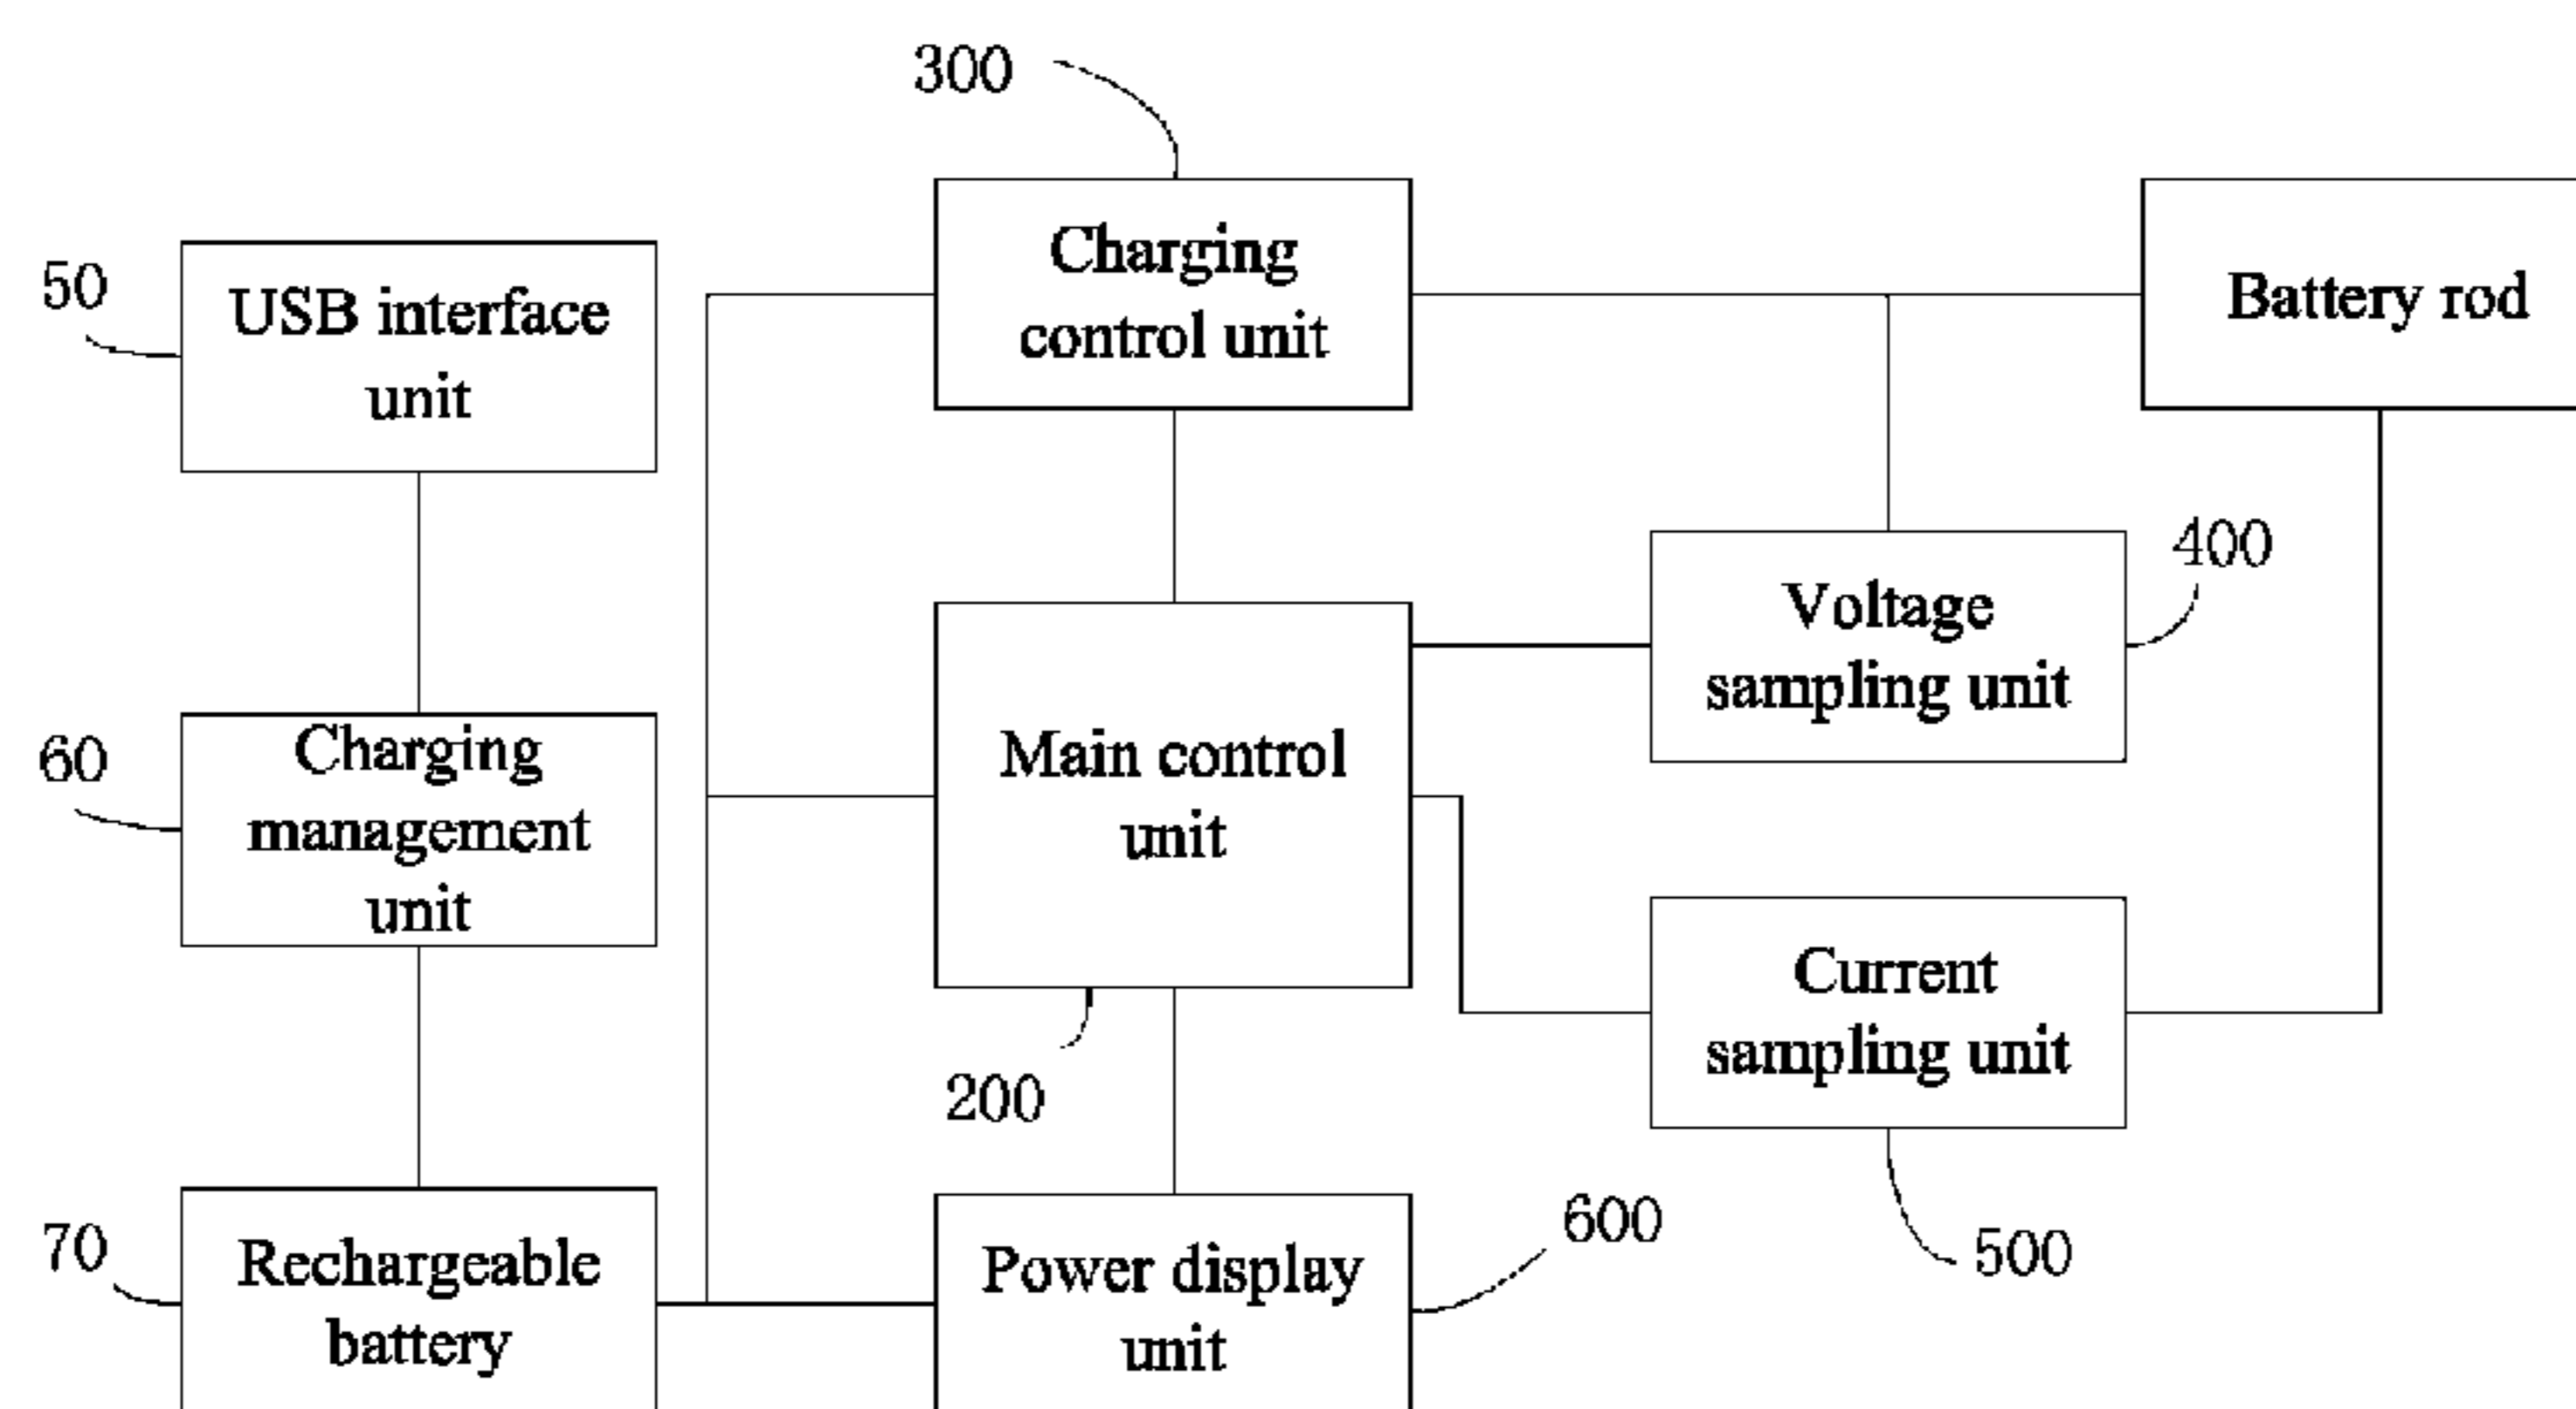 300
50
USB interface
unit
Charging
control unit
Battery rod
400
60
Charging
management
unit
Main control
unit
Voltage
sampling unit
200
Current
sampling unit
70
Rechargeable
battery
Power display
unit
600
500